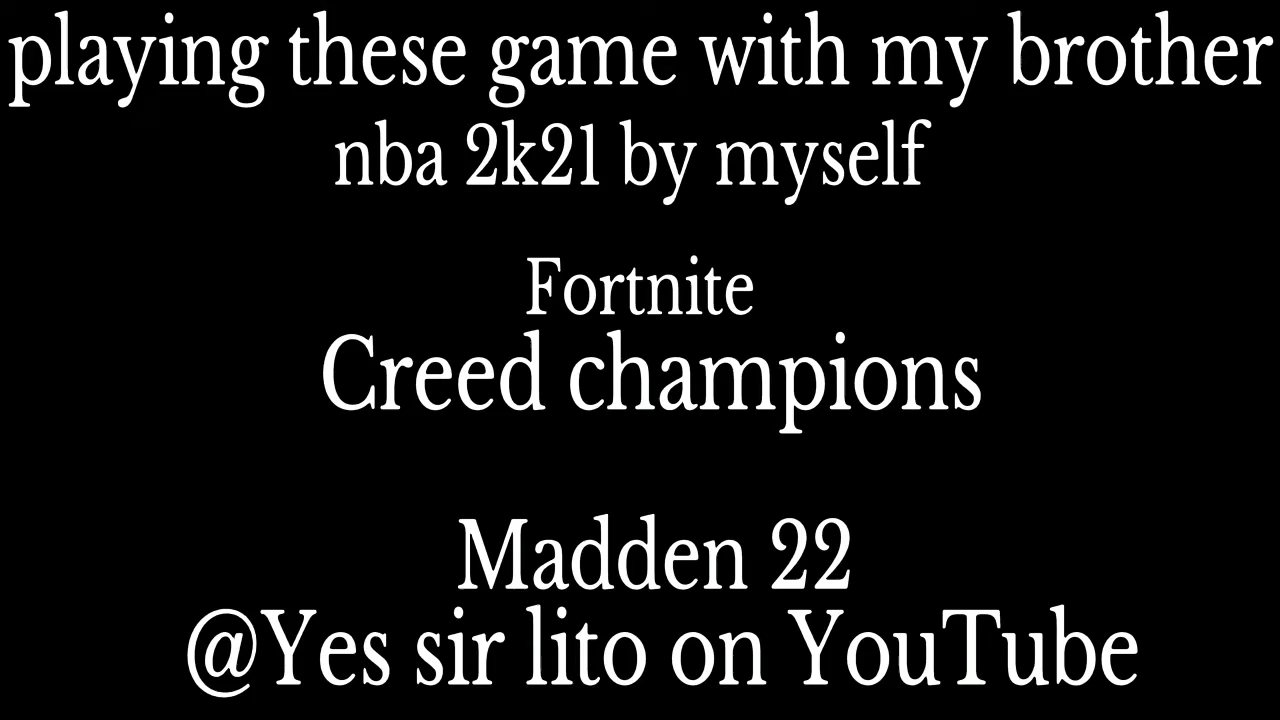 playing these game with my brother
nba 2k21 by myself
Fortnite
Creed champions
Madden 22
@Yes sir lito on YouTube